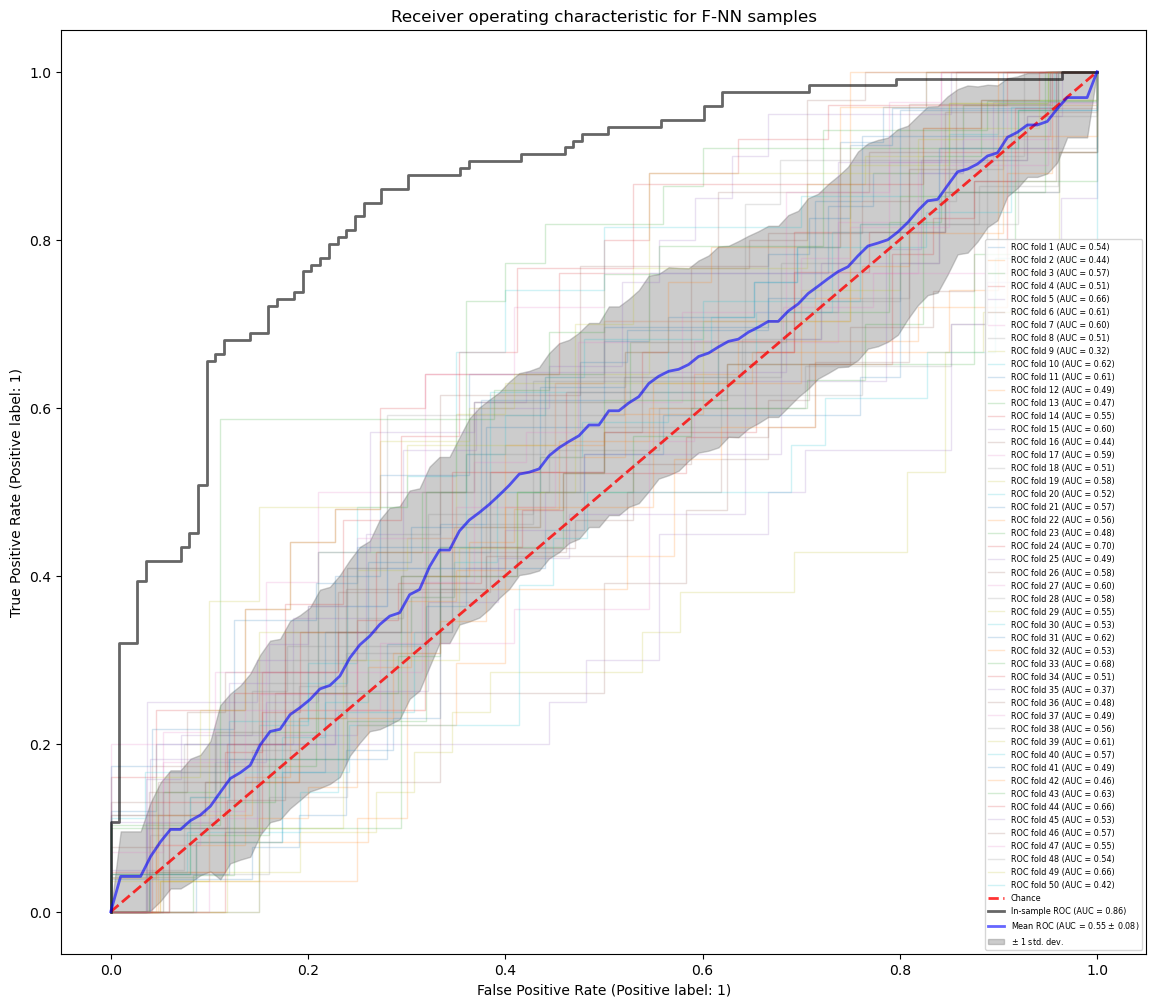 Receiver operating characteristic for F-NN samples
True Positive Rate (Positive label: 1)
1.0
0.8
0.6
0.4
0.2
0.0
0.0
0.2
0.4
0.6
0.8
1.0
False Positive Rate (Positive label: 1)
ROC fold 1 (AUC = 0.54)
ROC fold 2 (AUC = 0.44)
ROC fold 3 (AUC = 0.57)
ROC fold 4 (AUC = 0.51)
ROC fold 5 (AUC = 0.66)
ROC fold 6 (AUC = 0.61)
ROC fold 7 (AUC = 0.60)
ROC fold 8 (AUC = 0.51)
ROC fold 9 (AUC = 0.32)
ROC fold 10 (AUC = 0.62)
ROC fold 11 (AUC = 0.61)
ROC fold 12 (AUC = 0.49)
ROC fold 13 (AUC = 0.47)
ROC fold 14 (AUC = 0.55)
ROC fold 15 (AUC = 0.60)
ROC fold 16 (AUC = 0.44)
ROC fold 17 (AUC = 0.59)
ROC fold 18 (AUC = 0.51)
ROC fold 19 (AUC = 0.58)
ROC fold 20 (AUC = 0.52)
ROC fold 21 (AUC = 0.57)
ROC fold 22 (AUC = 0.56)
ROC fold 23 (AUC = 0.48)
ROC fold 24 (AUC = 0.70)
ROC fold 25 (AUC = 0.49)
ROC fold 26 (AUC = 0.58)
ROC fold 27 (AUC = 0.60)
ROC fold 28 (AUC = 0.58)
ROC fold 29 (AUC = 0.55)
ROC fold 30 (AUC = 0.53)
ROC fold 31 (AUC = 0.62)
ROC fold 32 (AUC = 0.53)
ROC fold 33 (AUC = 0.68)
ROC fold 34 (AUC = 0.51)
ROC fold 35 (AUC = 0.37)
ROC fold 36 (AUC = 0.48)
ROC fold 37 (AUC = 0.49)
ROC fold 38 (AUC = 0.56)
ROC fold 39 (AUC = 0.61)
ROC fold 40 (AUC = 0.57)
ROC fold 41 (AUC = 0.49)
ROC fold 42 (AUC = 0.46)
ROC fold 43 (AUC = 0.63)
ROC fold 44 (AUC = 0.66)
ROC fold 45 (AUC = 0.53)
ROC fold 46 (AUC = 0.57)
ROC fold 47 (AUC = 0.55)
ROC fold 48 (AUC = 0.54)
ROC fold 49 (AUC = 0.66)
ROC fold 50 (AUC = 0.42)
Chance
In-sample ROC (AUC = 0.86)
Mean ROC (AUC = 0.55 ± 0.08)
± 1 std. dev.